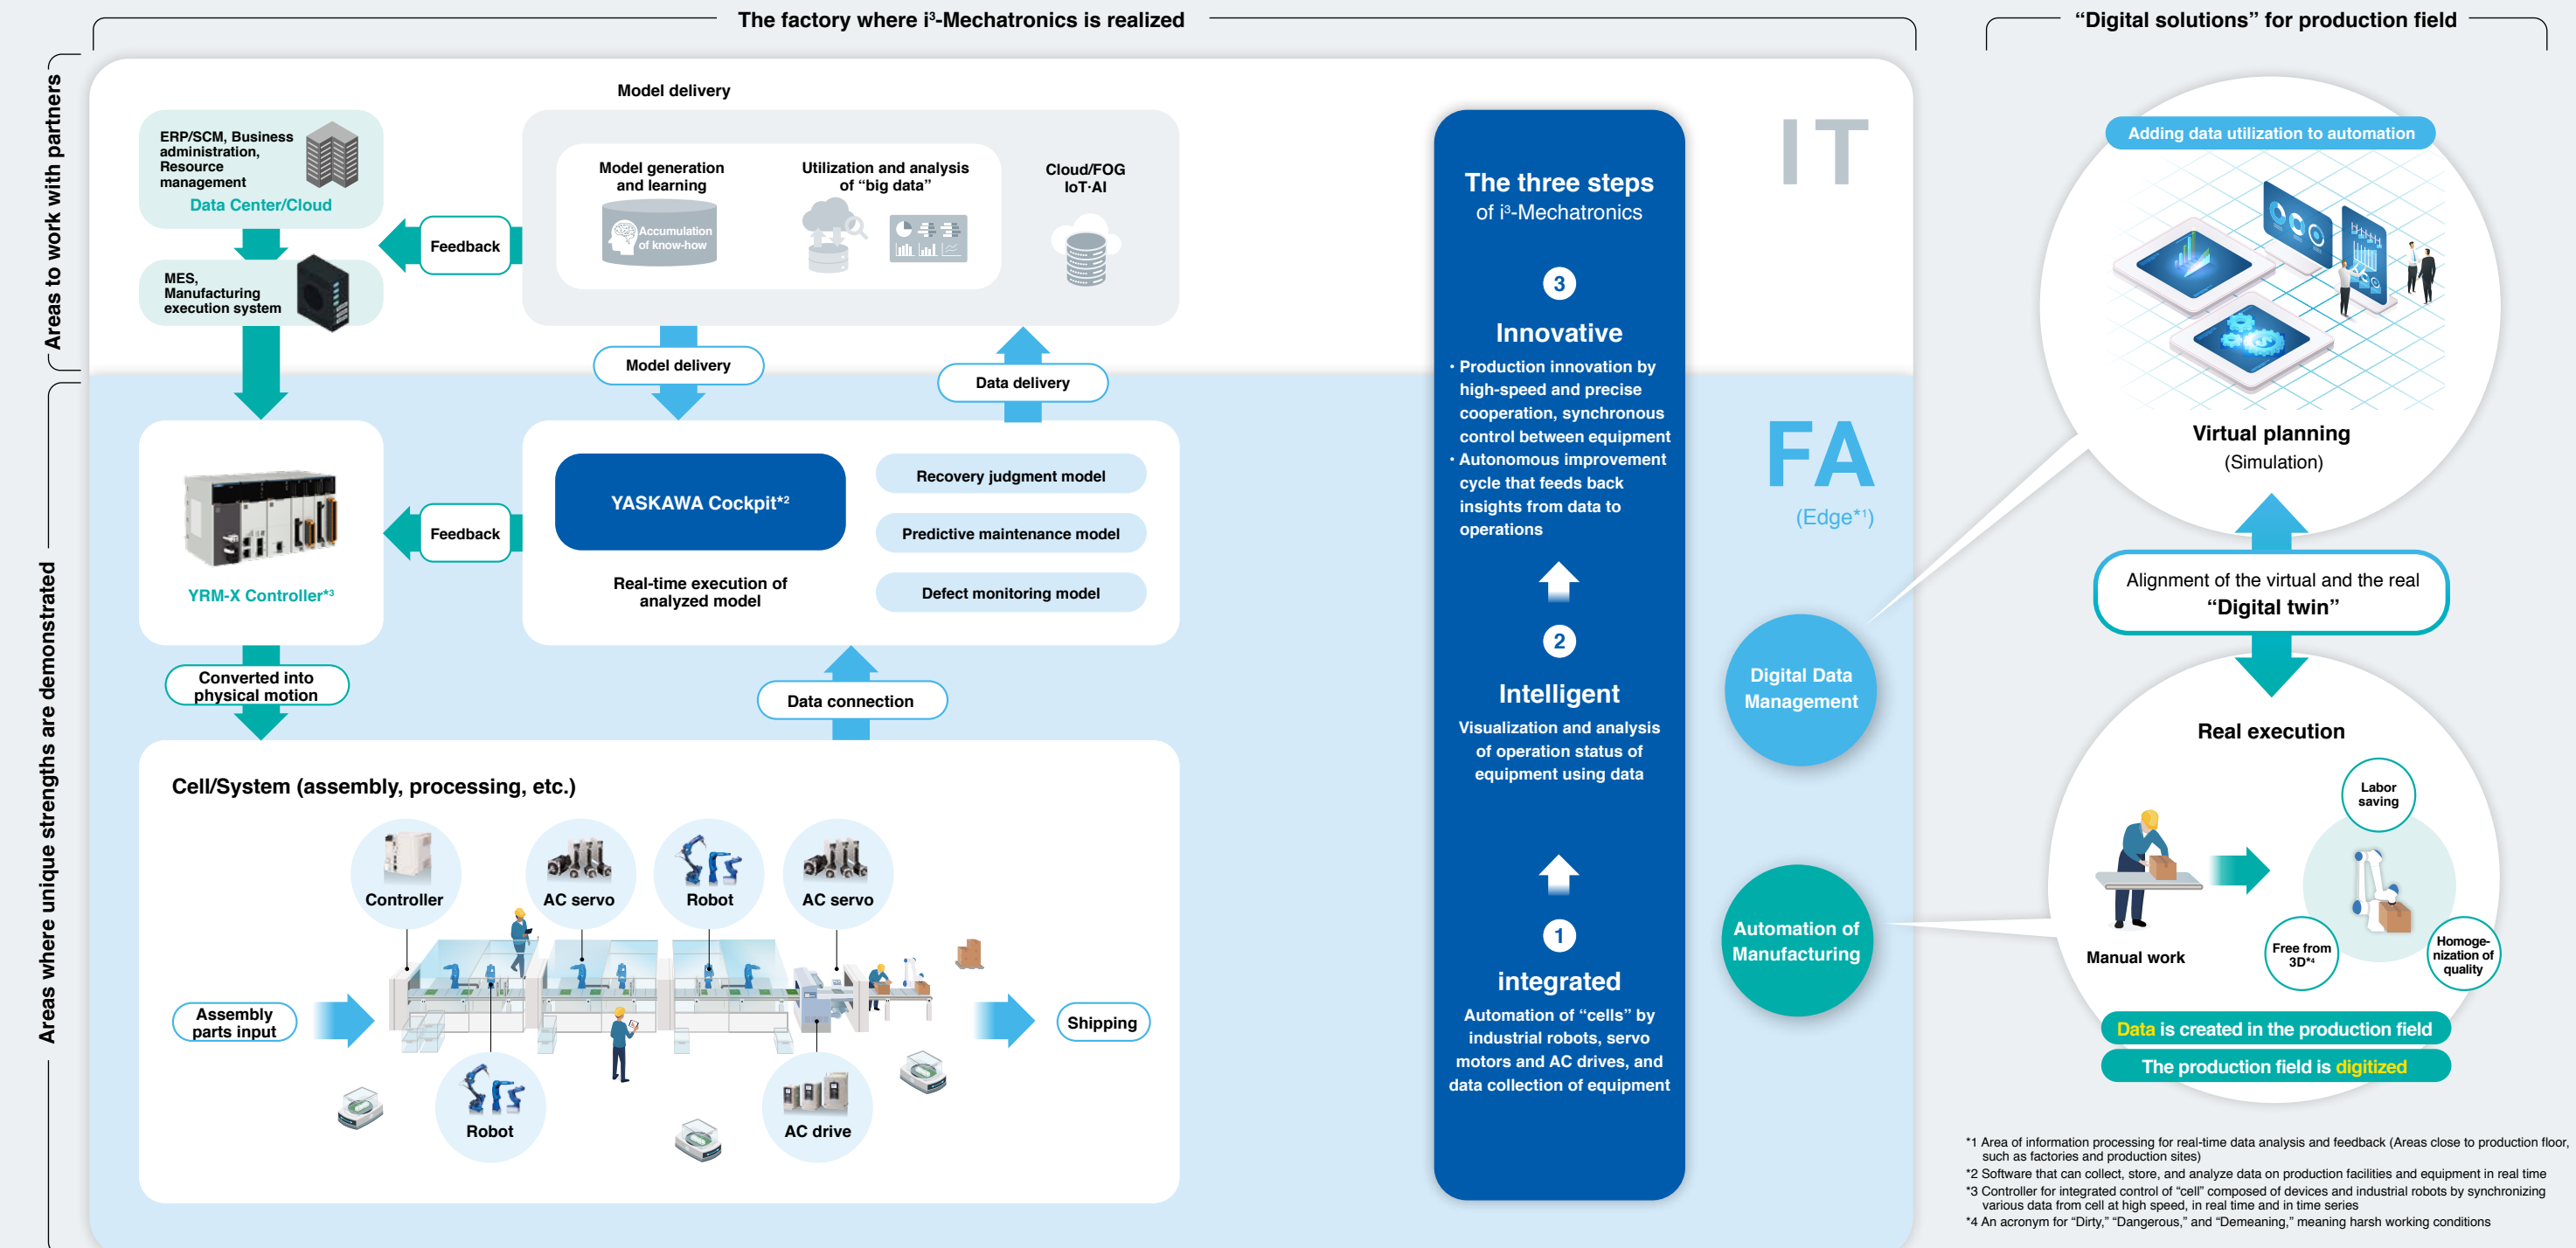 The factory where i³-Mechatronics is realized
“Digital solutions” for production field
Areas to work with partners
Areas where unique strengths are demonstrated
Model delivery
ERP/SCM, Business
administration,
Resource
management
Data Center/Cloud
MES,
Manufacturing
execution system
Feedback
Model generation
and learning
Accumulation
of know-how
Utilization and analysis
of “big data”
Cloud/FOG
IoT·AI
Model delivery
Data delivery
YRM-X Controller*³
Feedback
YASKAWA Cockpit*²
Real-time execution of
analyzed model
Recovery judgment model
Predictive maintenance model
Defect monitoring model
Converted into
physical motion
Data connection
Cell/System (assembly, processing, etc.)
Controller
AC servo
Robot
AC servo
Assembly
parts input
Shipping
Robot
AC drive
The three steps
of i³-Mechatronics
3
Innovative
· Production innovation by
high-speed and precise
cooperation, synchronous
control between equipment
· Autonomous improvement
cycle that feeds back
insights from data to
operations
2
Intelligent
Visualization and analysis
of operation status of
equipment using data
1
integrated
Automation of “cells” by
industrial robots, servo
motors and AC drives, and
data collection of equipment
IT
FA
(Edge*¹)
Digital Data
Management
Automation of
Manufacturing
Adding data utilization to automation
Virtual planning
(Simulation)
Alignment of the virtual and the real
“Digital twin”
Real execution
Labor
saving
Manual work
Free from
3D*⁴
Homoge-
nization of
quality
Data is created in the production field
The production field is digitized
*1 Area of information processing for real-time data analysis and feedback (Areas close to production floor,
such as factories and production sites)
*2 Software that can collect, store, and analyze data on production facilities and equipment in real time
*3 Controller for integrated control of “cell” composed of devices and industrial robots by synchronizing
various data from cell at high speed, in real time and in time series
*4 An acronym for “Dirty,” “Dangerous,” and “Demeaning,” meaning harsh working conditions